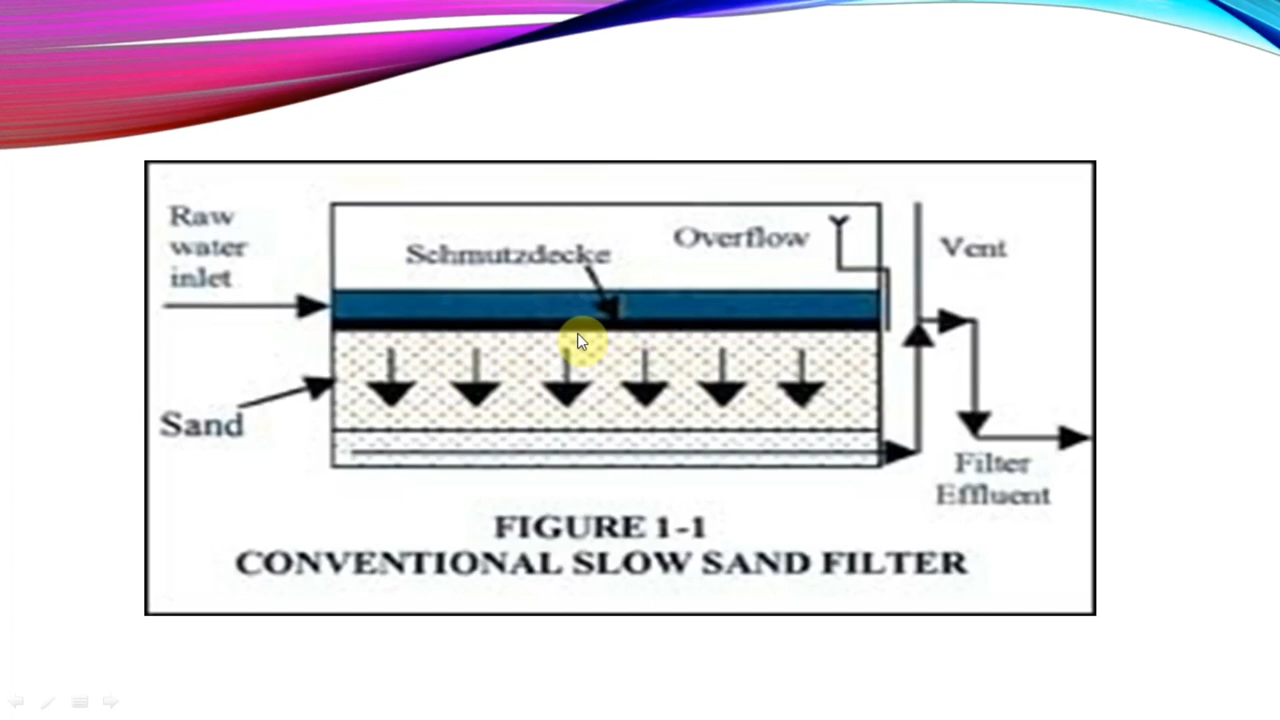 Raw
water
inlet
Schmutzdecke
Overflow
Vent
Sand
Filter
Effluent
FIGURE 1-1
CONVENTIONAL SLOW SAND FILTER